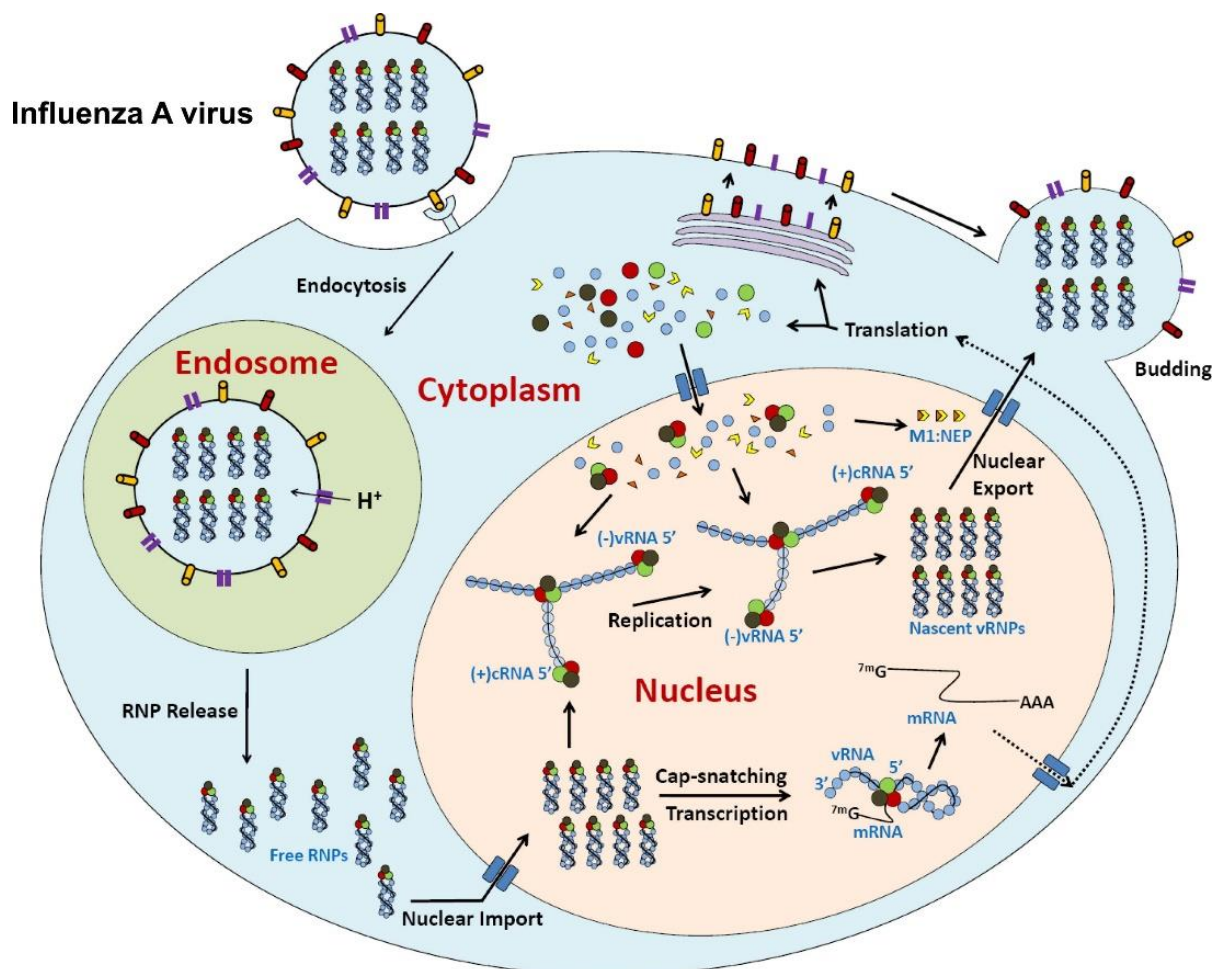 Influenza A virus
Endocytosis
Endosome
H⁺
Cytoplasm
Translation
Budding
M1:NEP
Nuclear
Export
(+)cRNA 5’
(-)vRNA 5’
Replication
(-)vRNA 5’
Nascent vRNPs
(+)cRNA 5’
Nucleus
RNP Release
⁷ᵐG
AAA
mRNA
Cap-snatching
Transcription
vRNA
3’
5’
⁷ᵐG
mRNA
Free RNPs
Nuclear Import